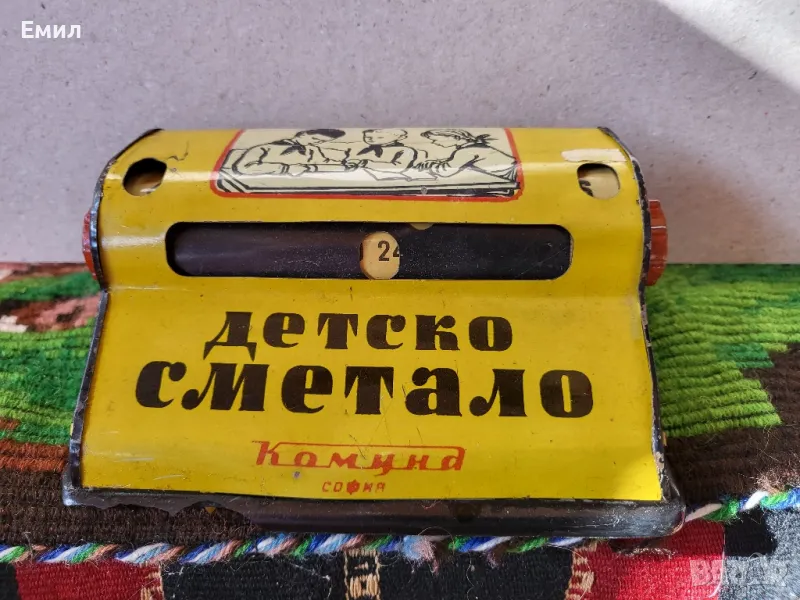 Емил
24
детско
сметало
Комунд
СОФИЯ